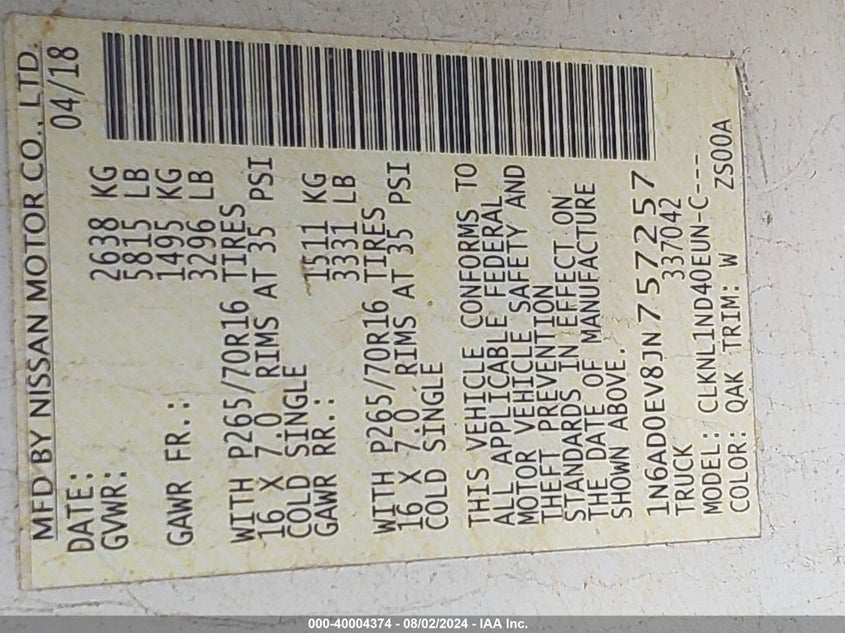 MFD BY NISSAN MOTOR CO., LTD.
DATE: 04/18
GVWR: 2638 KG
5815 LB
GAWR FR.: 1495 KG
3296 LB
WITH P265/70R16 TIRES
16 X 7.0 RIMS AT 35 PSI
COLD SINGLE
GAWR RR.: 1511 KG
3331 LB
WITH P265/70R16 TIRES
16 X 7.0 RIMS AT 35 PSI
COLD SINGLE
THIS VEHICLE CONFORMS TO
ALL APPLICABLE FEDERAL
MOTOR VEHICLE SAFETY AND
THEFT PREVENTION
STANDARDS IN EFFECT ON
THE DATE OF MANUFACTURE
SHOWN ABOVE.
1N6AD0EV8JN757257
TRUCK 337042
MODEL: CLKNL1ND40EUN-C---
COLOR: QAK TRIM: W ZS00A
000-40004374 - 08/02/2024 - IAA Inc.